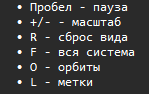 • Пробел - пауза
• +/- - масштаб
• R - сброс вида
• F - вся система
• O - орбиты
• L - метки